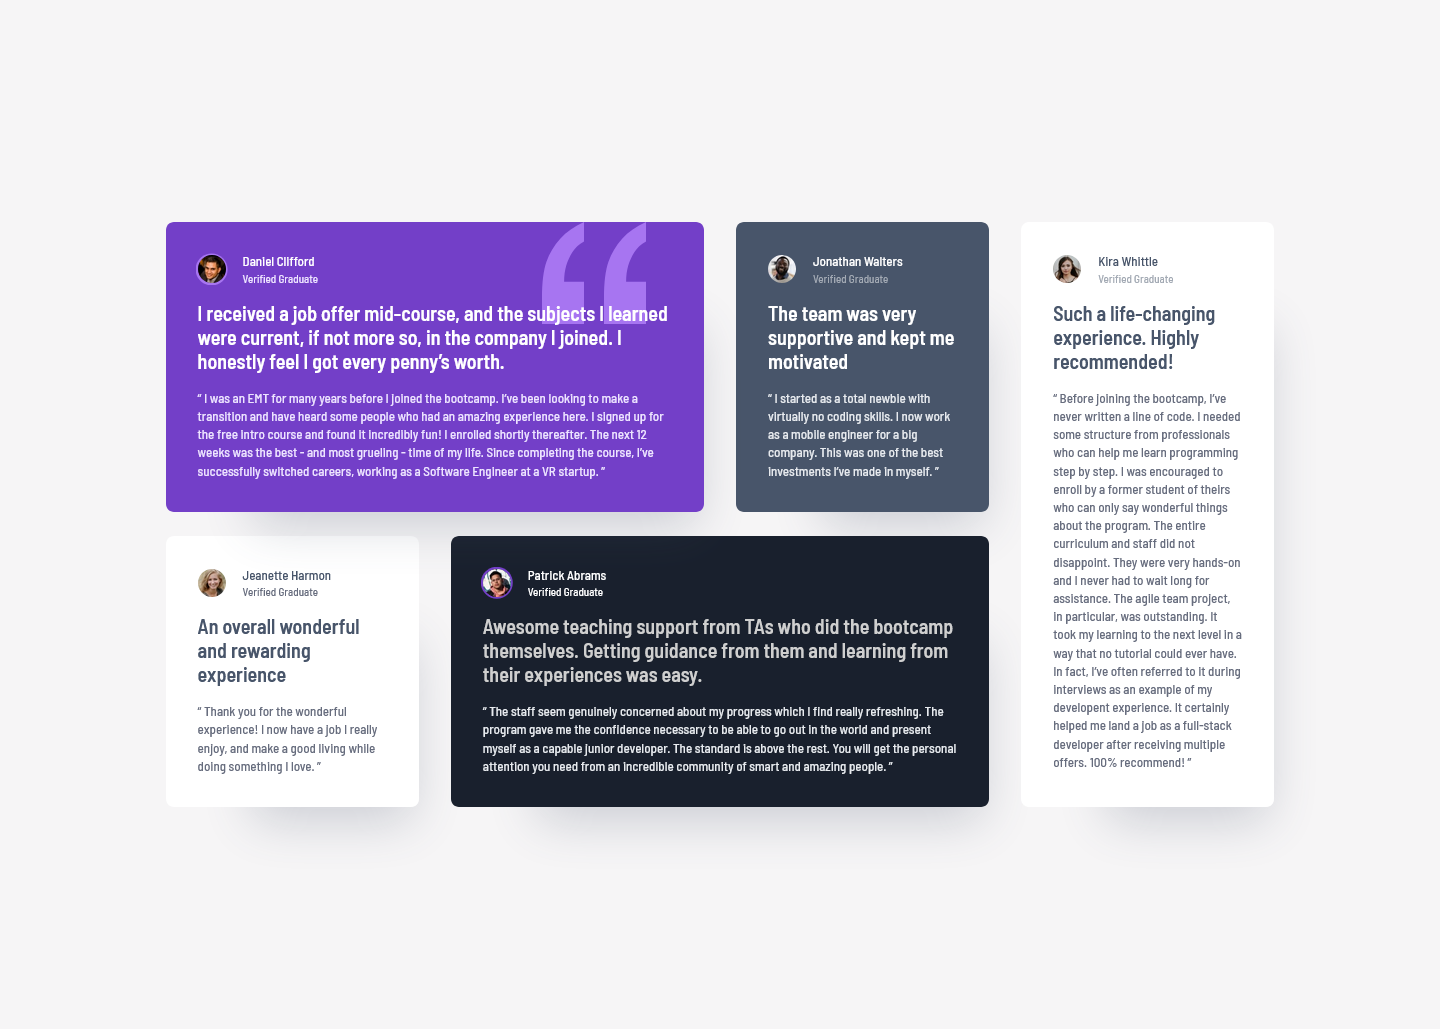 Daniel Clifford
Verified Graduate
I received a job offer mid-course, and the subjects I learned
were current, if not more so, in the company I joined. I
honestly feel I got every penny’s worth.
“ I was an EMT for many years before I joined the bootcamp. I’ve been looking to make a
transition and have heard some people who had an amazing experience here. I signed up for
the free intro course and found it incredibly fun! I enrolled shortly thereafter. The next 12
weeks was the best - and most grueling - time of my life. Since completing the course, I’ve
successfully switched careers, working as a Software Engineer at a VR startup. ”
Jonathan Walters
Verified Graduate
The team was very
supportive and kept me
motivated
“ I started as a total newbie with
virtually no coding skills. I now work
as a mobile engineer for a big
company. This was one of the best
investments I’ve made in myself. ”
Kira Whittle
Verified Graduate
Such a life-changing
experience. Highly
recommended!
“ Before joining the bootcamp, I’ve
never written a line of code. I needed
some structure from professionals
who can help me learn programming
step by step. I was encouraged to
enroll by a former student of theirs
who can only say wonderful things
about the program. The entire
curriculum and staff did not
disappoint. They were very hands-on
and I never had to wait long for
assistance. The agile team project,
in particular, was outstanding. It
took my learning to the next level in a
way that no tutorial could ever have.
In fact, I’ve often referred to it during
interviews as an example of my
developent experience. It certainly
helped me land a job as a full-stack
developer after receiving multiple
offers. 100% recommend! ”
Jeanette Harmon
Verified Graduate
An overall wonderful
and rewarding
experience
“ Thank you for the wonderful
experience! I now have a job I really
enjoy, and make a good living while
doing something I love. ”
Patrick Abrams
Verified Graduate
Awesome teaching support from TAs who did the bootcamp
themselves. Getting guidance from them and learning from
their experiences was easy.
“ The staff seem genuinely concerned about my progress which I find really refreshing. The
program gave me the confidence necessary to be able to go out in the world and present
myself as a capable junior developer. The standard is above the rest. You will get the personal
attention you need from an incredible community of smart and amazing people. ”